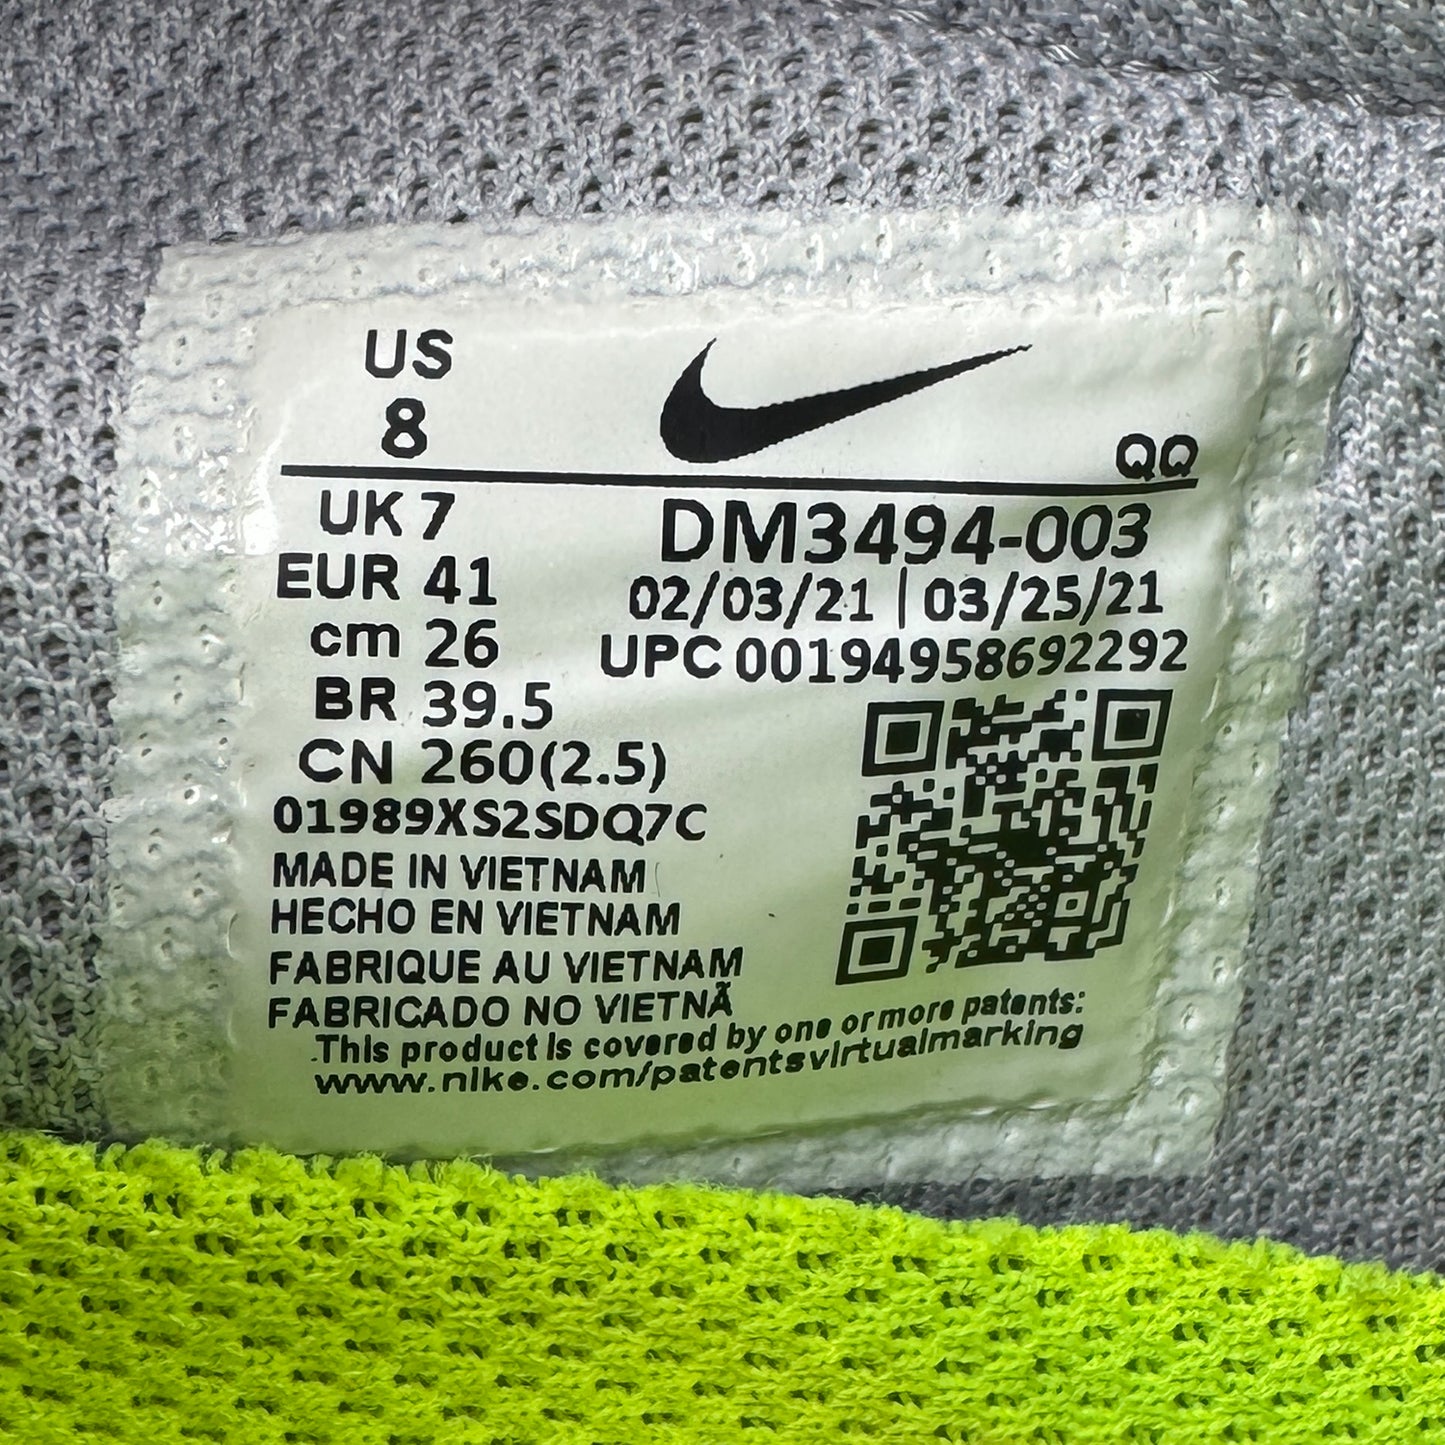 US
8
QQ
UK 7
EUR 41
cm 26
BR 39.5
CN 260(2.5)
DM3494-003
02/03/21 | 03/25/21
UPC 00194958692292
01989XS2SDQ7C
MADE IN VIETNAM
HECHO EN VIETNAM
FABRIQUE AU VIETNAM
FABRICADO NO VIETNÃ
This product is covered by one or more patents:
www.nike.com/patentsvirtualmarking